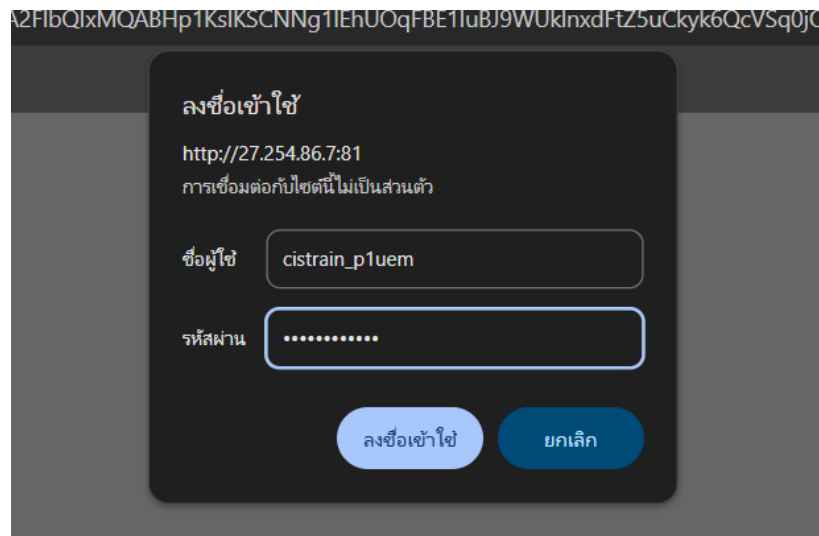 ลงชื่อเข้าใช้
http://27.254.86.7:81
การเชื่อมต่อกับไซต์นี้ไม่เป็นส่วนตัว
ชื่อผู้ใช้ cistrain_p1uem
รหัสผ่าน ••••••••••••
ลงชื่อเข้าใช้ ยกเลิก